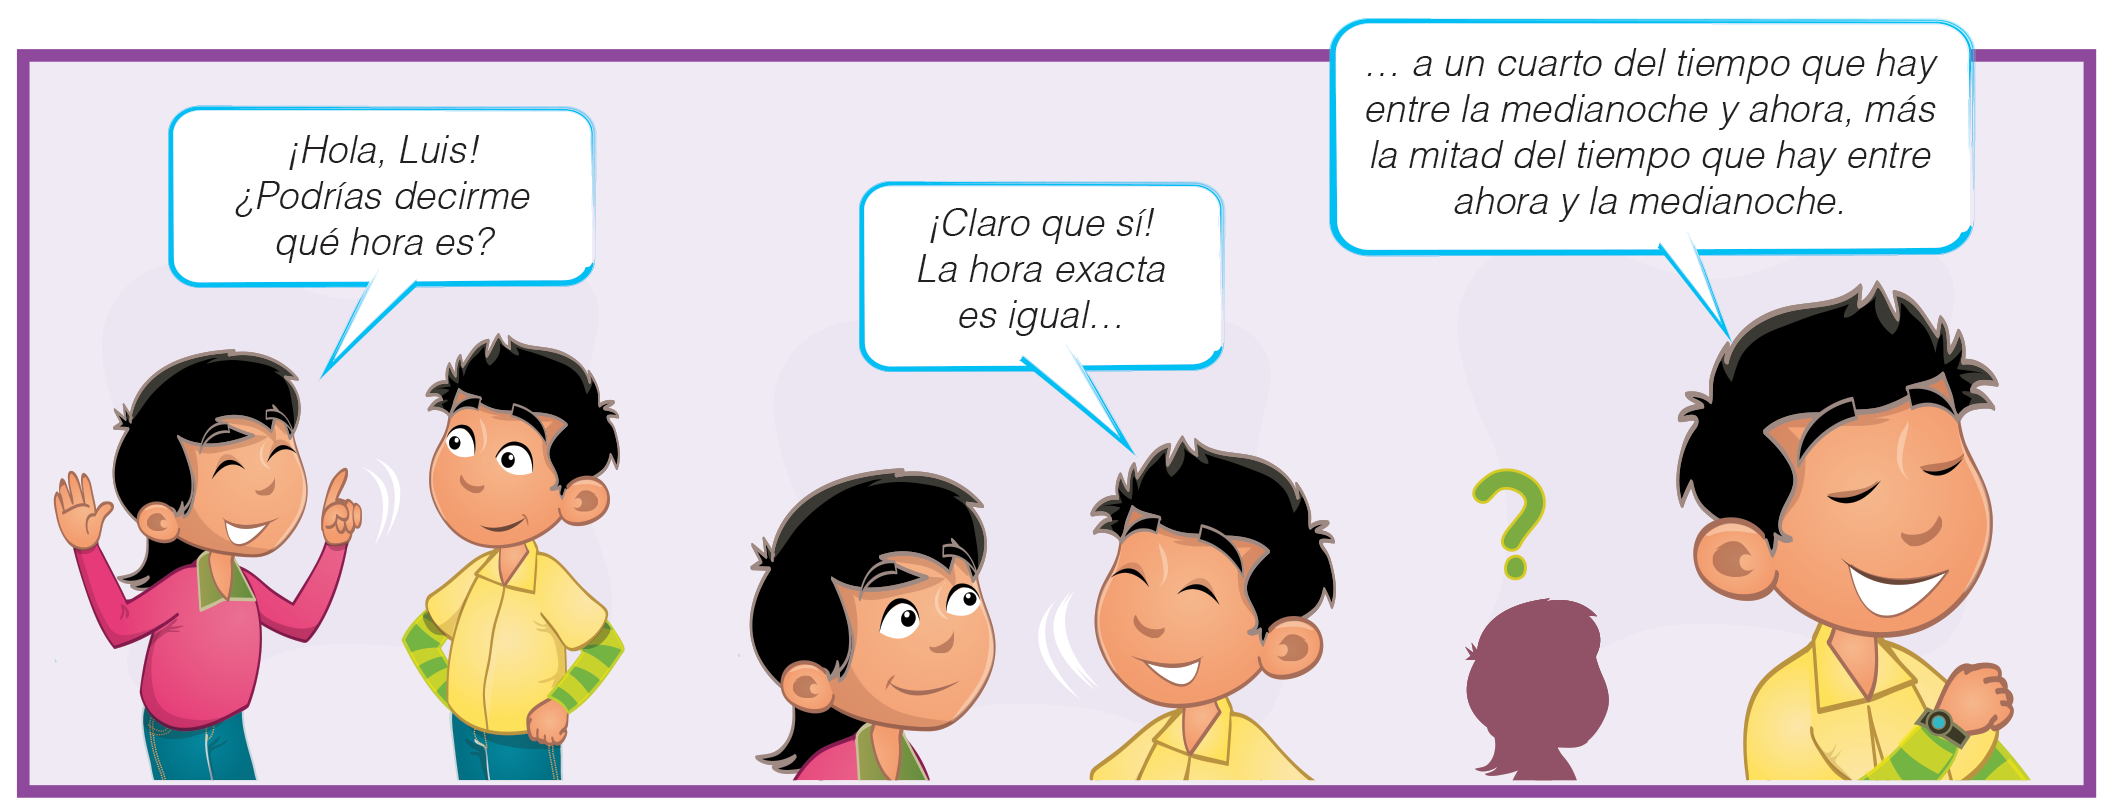 ¡Hola, Luis!
¿Podrías decirme
qué hora es?
¡Claro que sí!
La hora exacta
es igual…
… a un cuarto del tiempo que hay
entre la medianoche y ahora, más
la mitad del tiempo que hay entre
ahora y la medianoche.
?